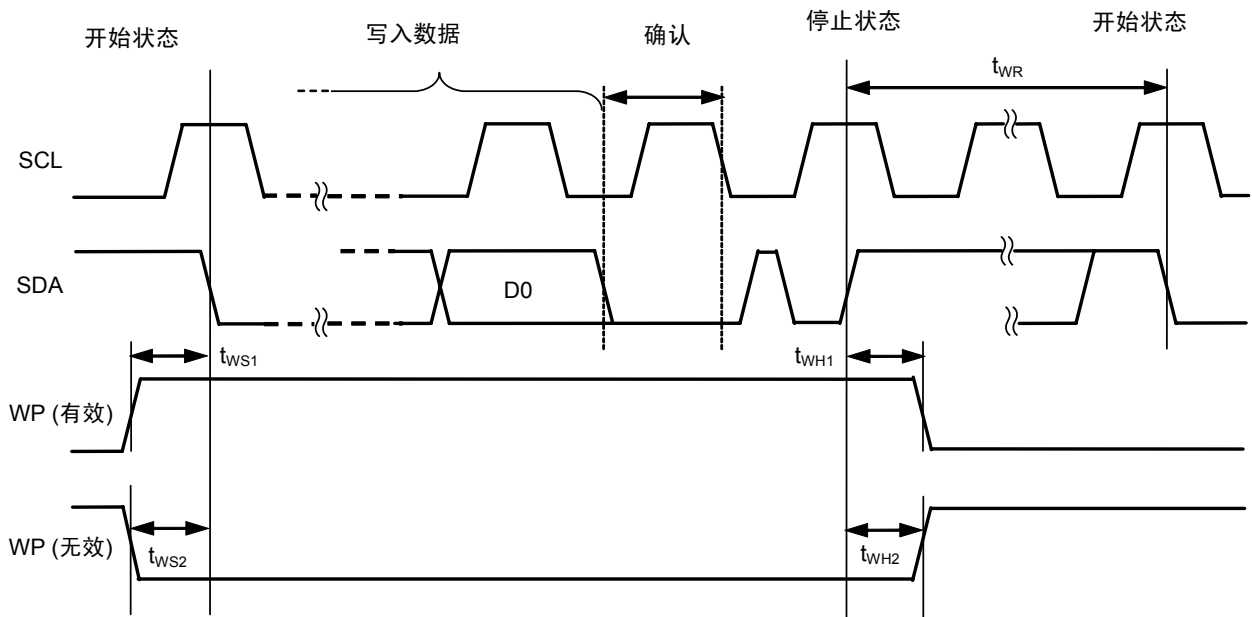 开始状态
写入数据
确认
停止状态
开始状态
tWR
SCL
SDA
D0
tWS1
tWH1
WP (有效)
WP (无效)
tWS2
tWH2